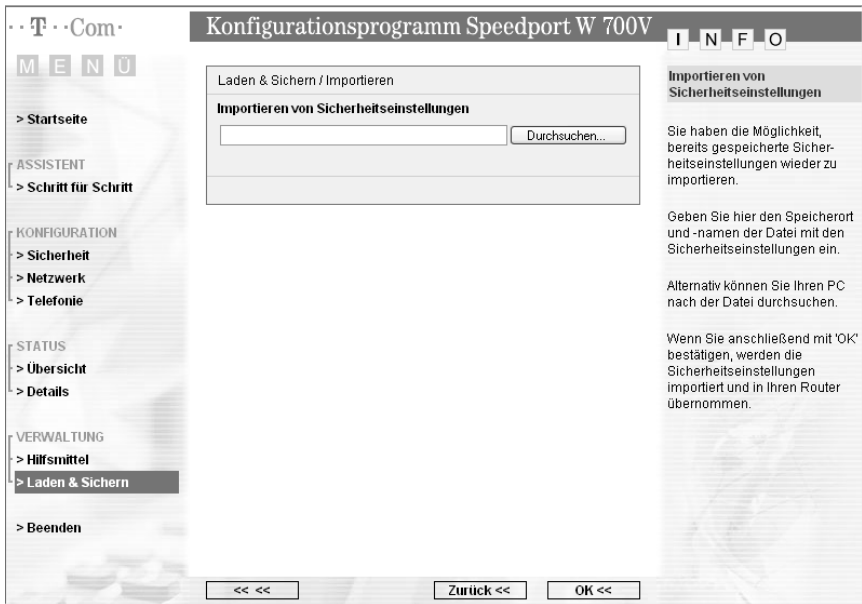 ··T··Com·
Konfigurationsprogramm Speedport W 700V
INFO
MENÜ
> Startseite
ASSISTENT
> Schritt für Schritt
KONFIGURATION
> Sicherheit
> Netzwerk
> Telefonie
STATUS
> Übersicht
> Details
VERWALTUNG
> Hilfsmittel
> Laden & Sichern
> Beenden
Laden & Sichern / Importieren
Importieren von Sicherheitseinstellungen
Durchsuchen...
<< <<
Zurück <<
OK <<
Importieren von
Sicherheitseinstellungen
Sie haben die Möglichkeit,
bereits gespeicherte Sicher-
heitseinstellungen wieder zu
importieren.
Geben Sie hier den Speicherort
und -namen der Datei mit den
Sicherheitseinstellungen ein.
Alternativ können Sie Ihren PC
nach der Datei durchsuchen.
Wenn Sie anschließend mit 'OK'
bestätigen, werden die
Sicherheitseinstellungen
importiert und in Ihren Router
übernommen.